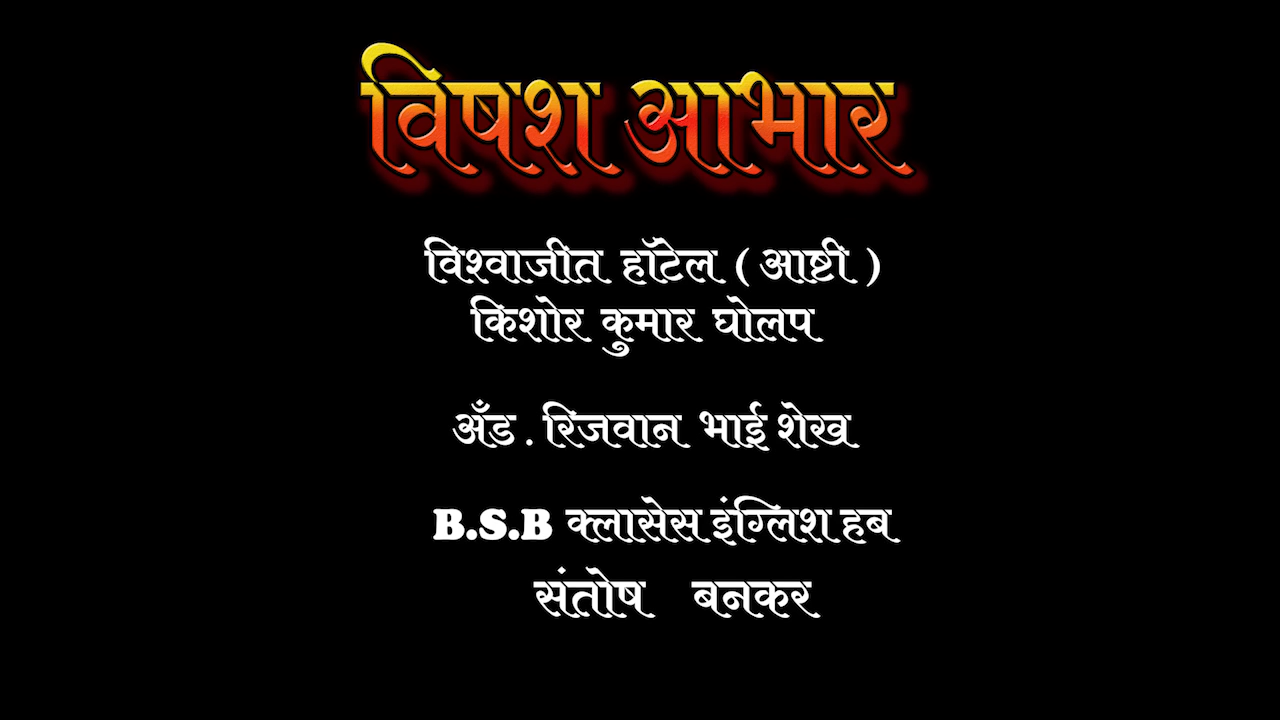 विषश आभार
विश्वाजीत हॉटेल ( आष्टी )
किशोर कुमार घोलप
अँड . रिजवान भाई शेख
B.S.B क्लासेस इंग्लिश हब
संतोष बनकर